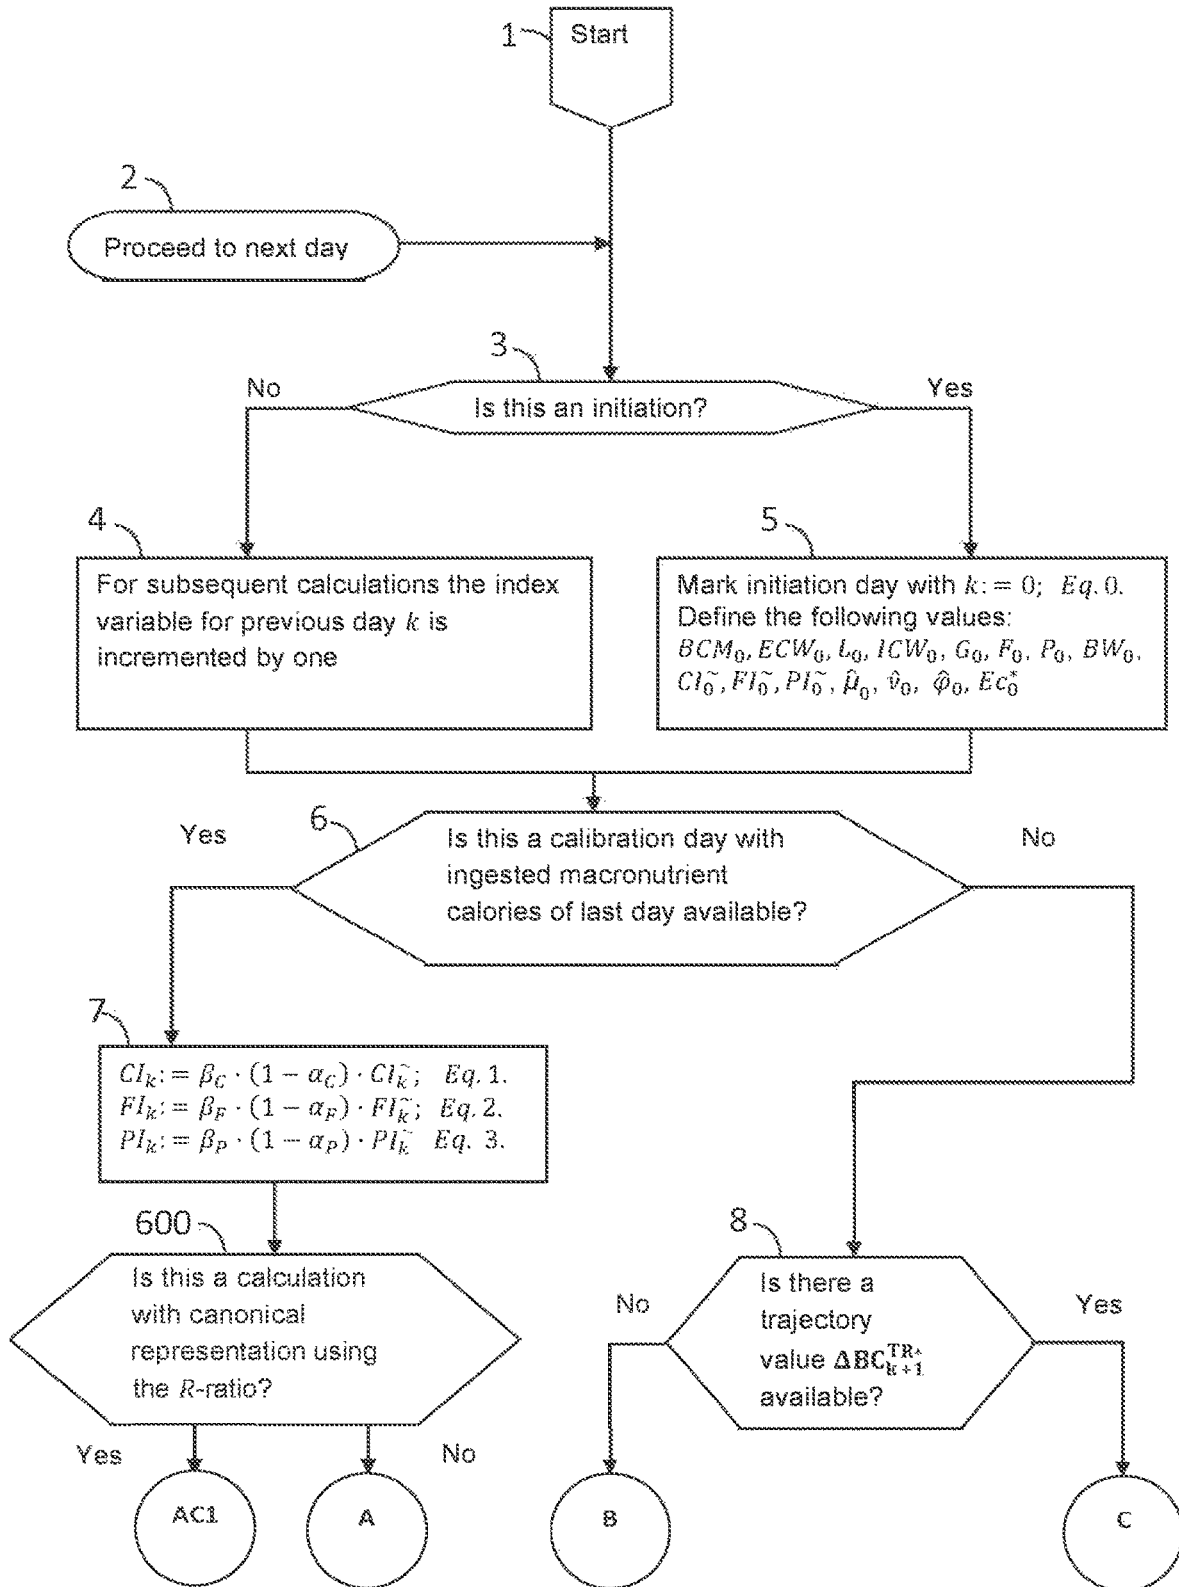 1
Start
2
Proceed to next day
3
No
Yes
Is this an initiation?
4
5
For subsequent calculations the index
variable for previous day k is
incremented by one
Mark initiation day with k: = 0; Eq. 0.
Define the following values:
BCM₀, ECW₀, L₀, ICW₀, G₀, F₀, P₀, BW₀,
CI₀~, FI₀~, PI₀~, μ̂₀, ν̂₀, φ̂₀, Ec₀*
6
Yes
No
Is this a calibration day with
ingested macronutrient
calories of last day available?
7
CIₖ: = β_C · (1 − α_C) · CIₖ~; Eq. 1.
FIₖ: = β_F · (1 − α_F) · FIₖ~; Eq. 2.
PIₖ: = β_P · (1 − α_P) · PIₖ~ Eq. 3.
600
8
Is this a calculation
with canonical
representation using
the R-ratio?
No
Yes
Is there a
trajectory
value ΔBC_{k+1}^{TR*}
available?
Yes
No
AC1
A
B
C